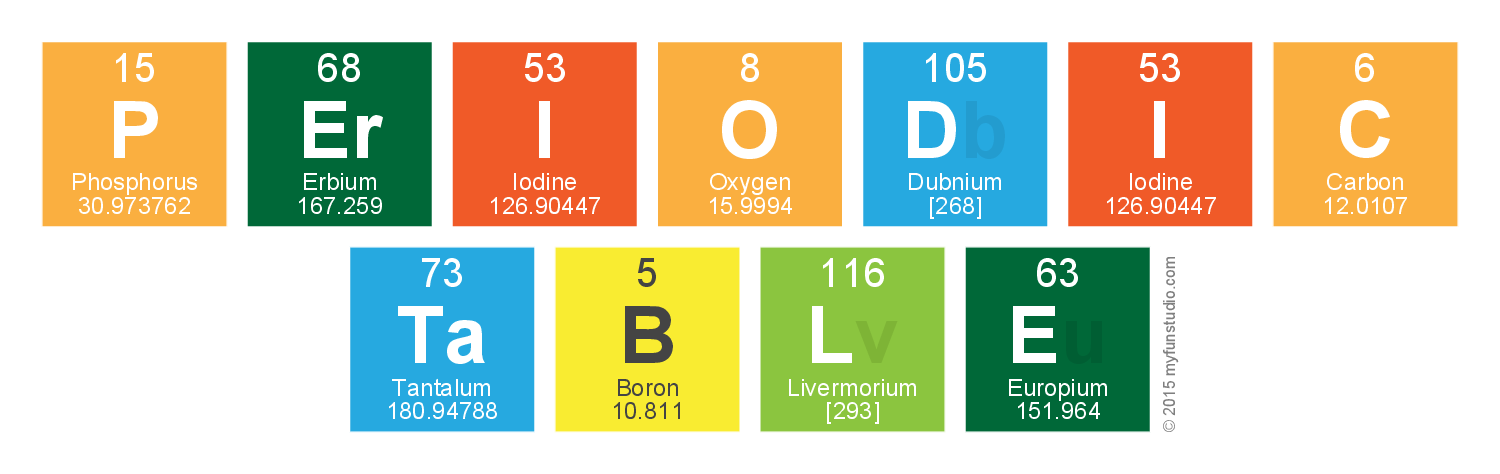 15 68 53 8 105 53 6
P Er I O Db I C
Phosphorus Erbium Iodine Oxygen Dubnium Iodine Carbon
30.973762 167.259 126.90447 15.9994 [268] 126.90447 12.0107
73 5 116 63
Ta B Lv Eu
Tantalum Boron Livermorium Europium
180.94788 10.811 [293] 151.964
© 2015 myfunstudio.com